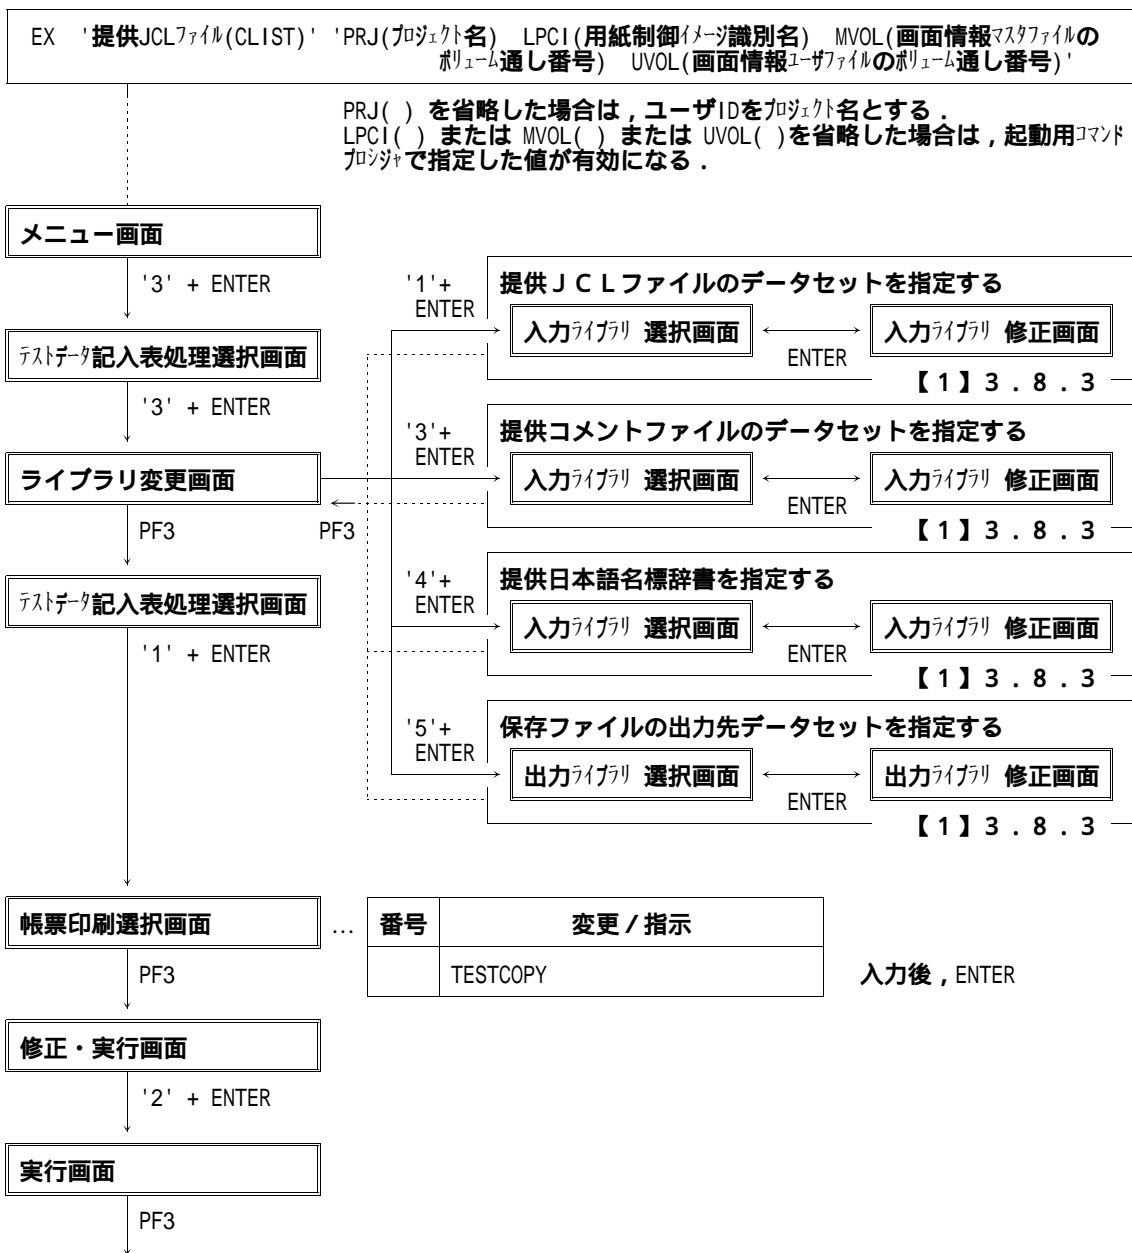 EX '提供JCLﾌｧｲﾙ(CLIST)' 'PRJ(ﾌﾟﾛｼﾞｪｸﾄ名) LPCI(用紙制御ｲﾒｰｼﾞ識別名) MVOL(画面情報ﾏｽﾀﾌｧｲﾙの
ﾎﾞﾘｭｰﾑ通し番号) UVOL(画面情報ﾕｰｻﾞﾌｧｲﾙのﾎﾞﾘｭｰﾑ通し番号)'
PRJ( ) を省略した場合は，ユーザIDをﾌﾟﾛｼﾞｪｸﾄ名とする．
LPCI( ) または MVOL( ) または UVOL( )を省略した場合は，起動用ｺﾏﾝﾄﾞ
ﾌﾟﾛｼｼﾞｬで指定した値が有効になる．
メニュー画面
'3' + ENTER
ﾃｽﾄﾃﾞｰﾀ記入表処理選択画面
'3' + ENTER
ライブラリ変更画面
PF3
PF3
ﾃｽﾄﾃﾞｰﾀ記入表処理選択画面
'1' + ENTER
'1'+
ENTER
提供ＪＣＬファイルのデータセットを指定する
入力ﾗｲﾌﾞﾗﾘ 選択画面
ENTER
入力ﾗｲﾌﾞﾗﾘ 修正画面
【１】３．８．３
'3'+
ENTER
提供コメントファイルのデータセットを指定する
入力ﾗｲﾌﾞﾗﾘ 選択画面
ENTER
入力ﾗｲﾌﾞﾗﾘ 修正画面
【１】３．８．３
'4'+
ENTER
提供日本語名標辞書を指定する
入力ﾗｲﾌﾞﾗﾘ 選択画面
ENTER
入力ﾗｲﾌﾞﾗﾘ 修正画面
【１】３．８．３
'5'+
ENTER
保存ファイルの出力先データセットを指定する
出力ﾗｲﾌﾞﾗﾘ 選択画面
ENTER
出力ﾗｲﾌﾞﾗﾘ 修正画面
【１】３．８．３
帳票印刷選択画面
…
番号 変更／指示
TESTCOPY
入力後，ENTER
PF3
修正・実行画面
'2' + ENTER
実行画面
PF3